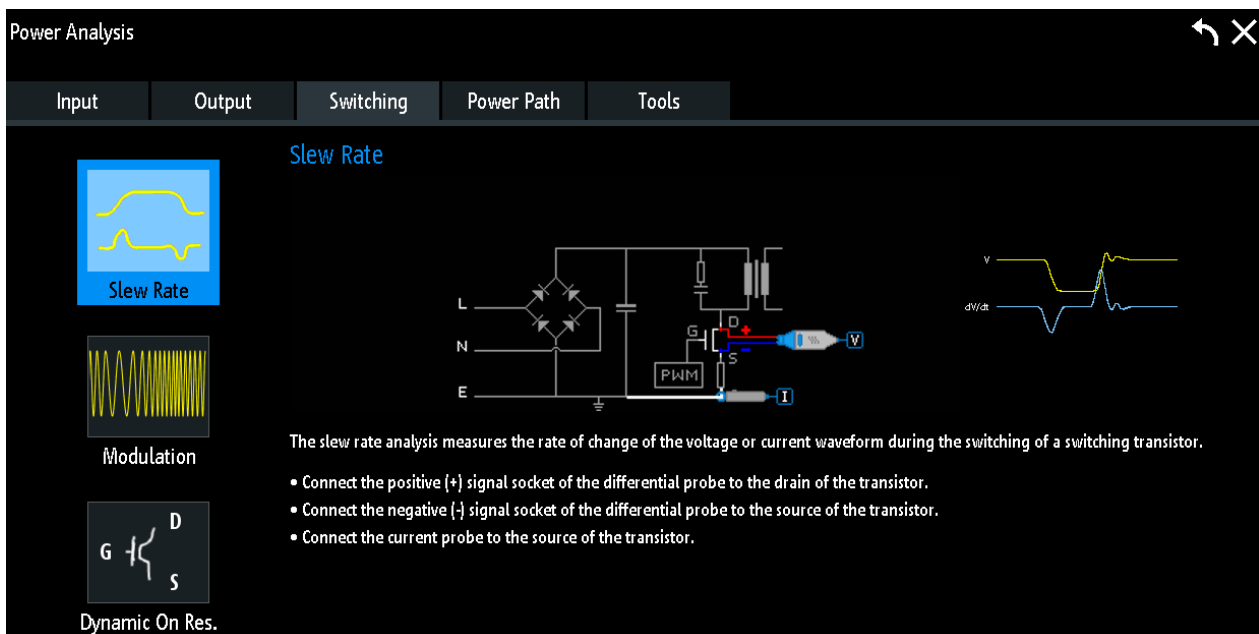 Power Analysis
Input Output Switching Power Path Tools
Slew Rate
Slew Rate
Modulation
G D S
Dynamic On Res.
L
N
E
G
D
+
-
S
PWM
V
I
V
dV/dt
The slew rate analysis measures the rate of change of the voltage or current waveform during the switching of a switching transistor.
• Connect the positive (+) signal socket of the differential probe to the drain of the transistor.
• Connect the negative (-) signal socket of the differential probe to the source of the transistor.
• Connect the current probe to the source of the transistor.